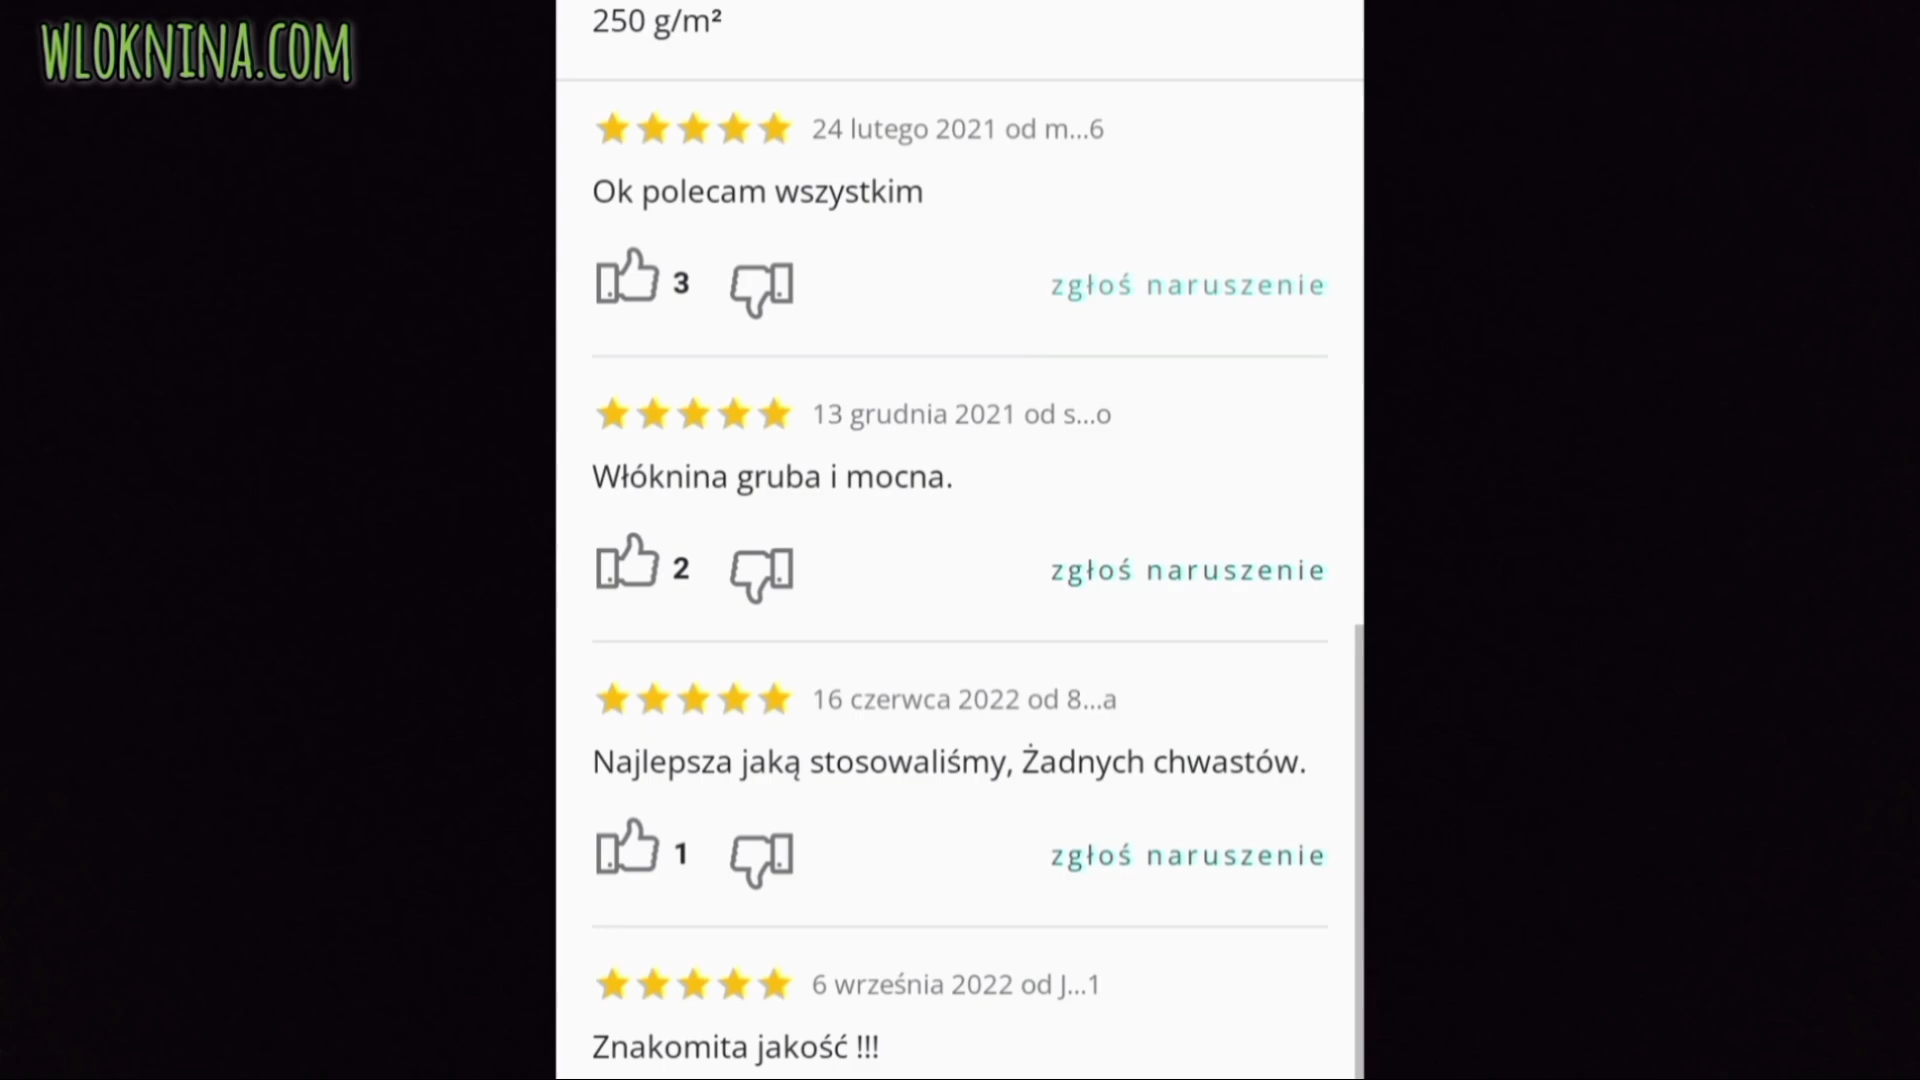 WLOKNINA.COM
250 g/m²
24 lutego 2021 od m...6
Ok polecam wszystkim
3
zgłoś naruszenie
13 grudnia 2021 od s...o
Włóknina gruba i mocna.
2
zgłoś naruszenie
16 czerwca 2022 od 8...a
Najlepsza jaką stosowaliśmy, Żadnych chwastów.
1
zgłoś naruszenie
6 września 2022 od J...1
Znakomita jakość !!!